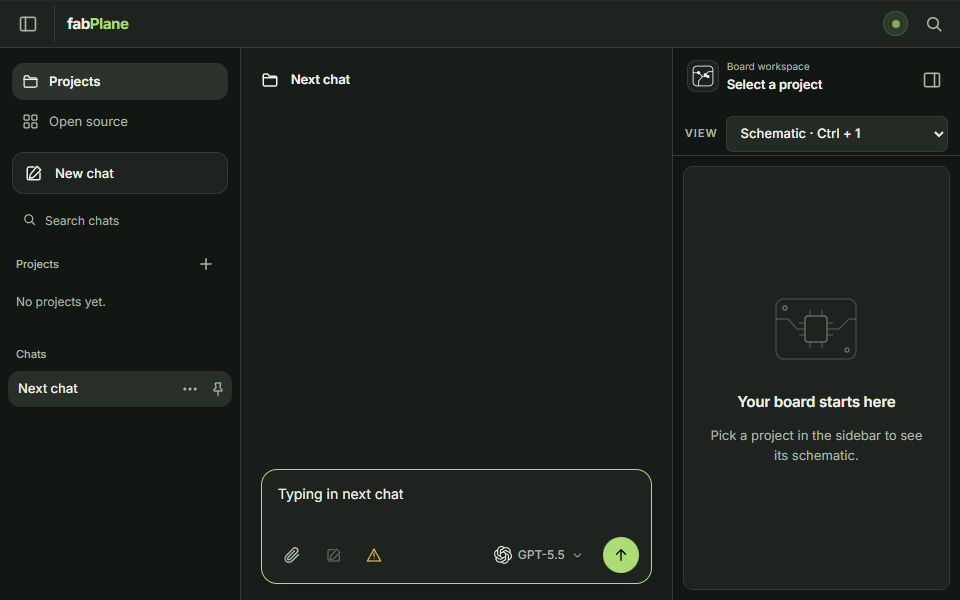 fabPlane
Projects
Open source
New chat
Search chats
Projects
No projects yet.
Chats
Next chat
Next chat
Typing in next chat
GPT-5.5
Board workspace
Select a project
VIEW
Schematic · Ctrl + 1
Your board starts here
Pick a project in the sidebar to see
its schematic.